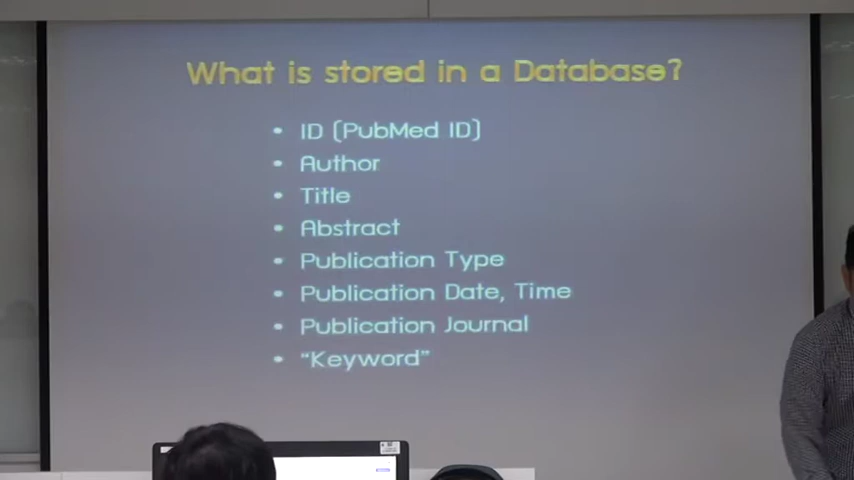 What is stored in a Database?
• ID (PubMed ID)
• Author
• Title
• Abstract
• Publication Type
• Publication Date, Time
• Publication Journal
• "Keyword"